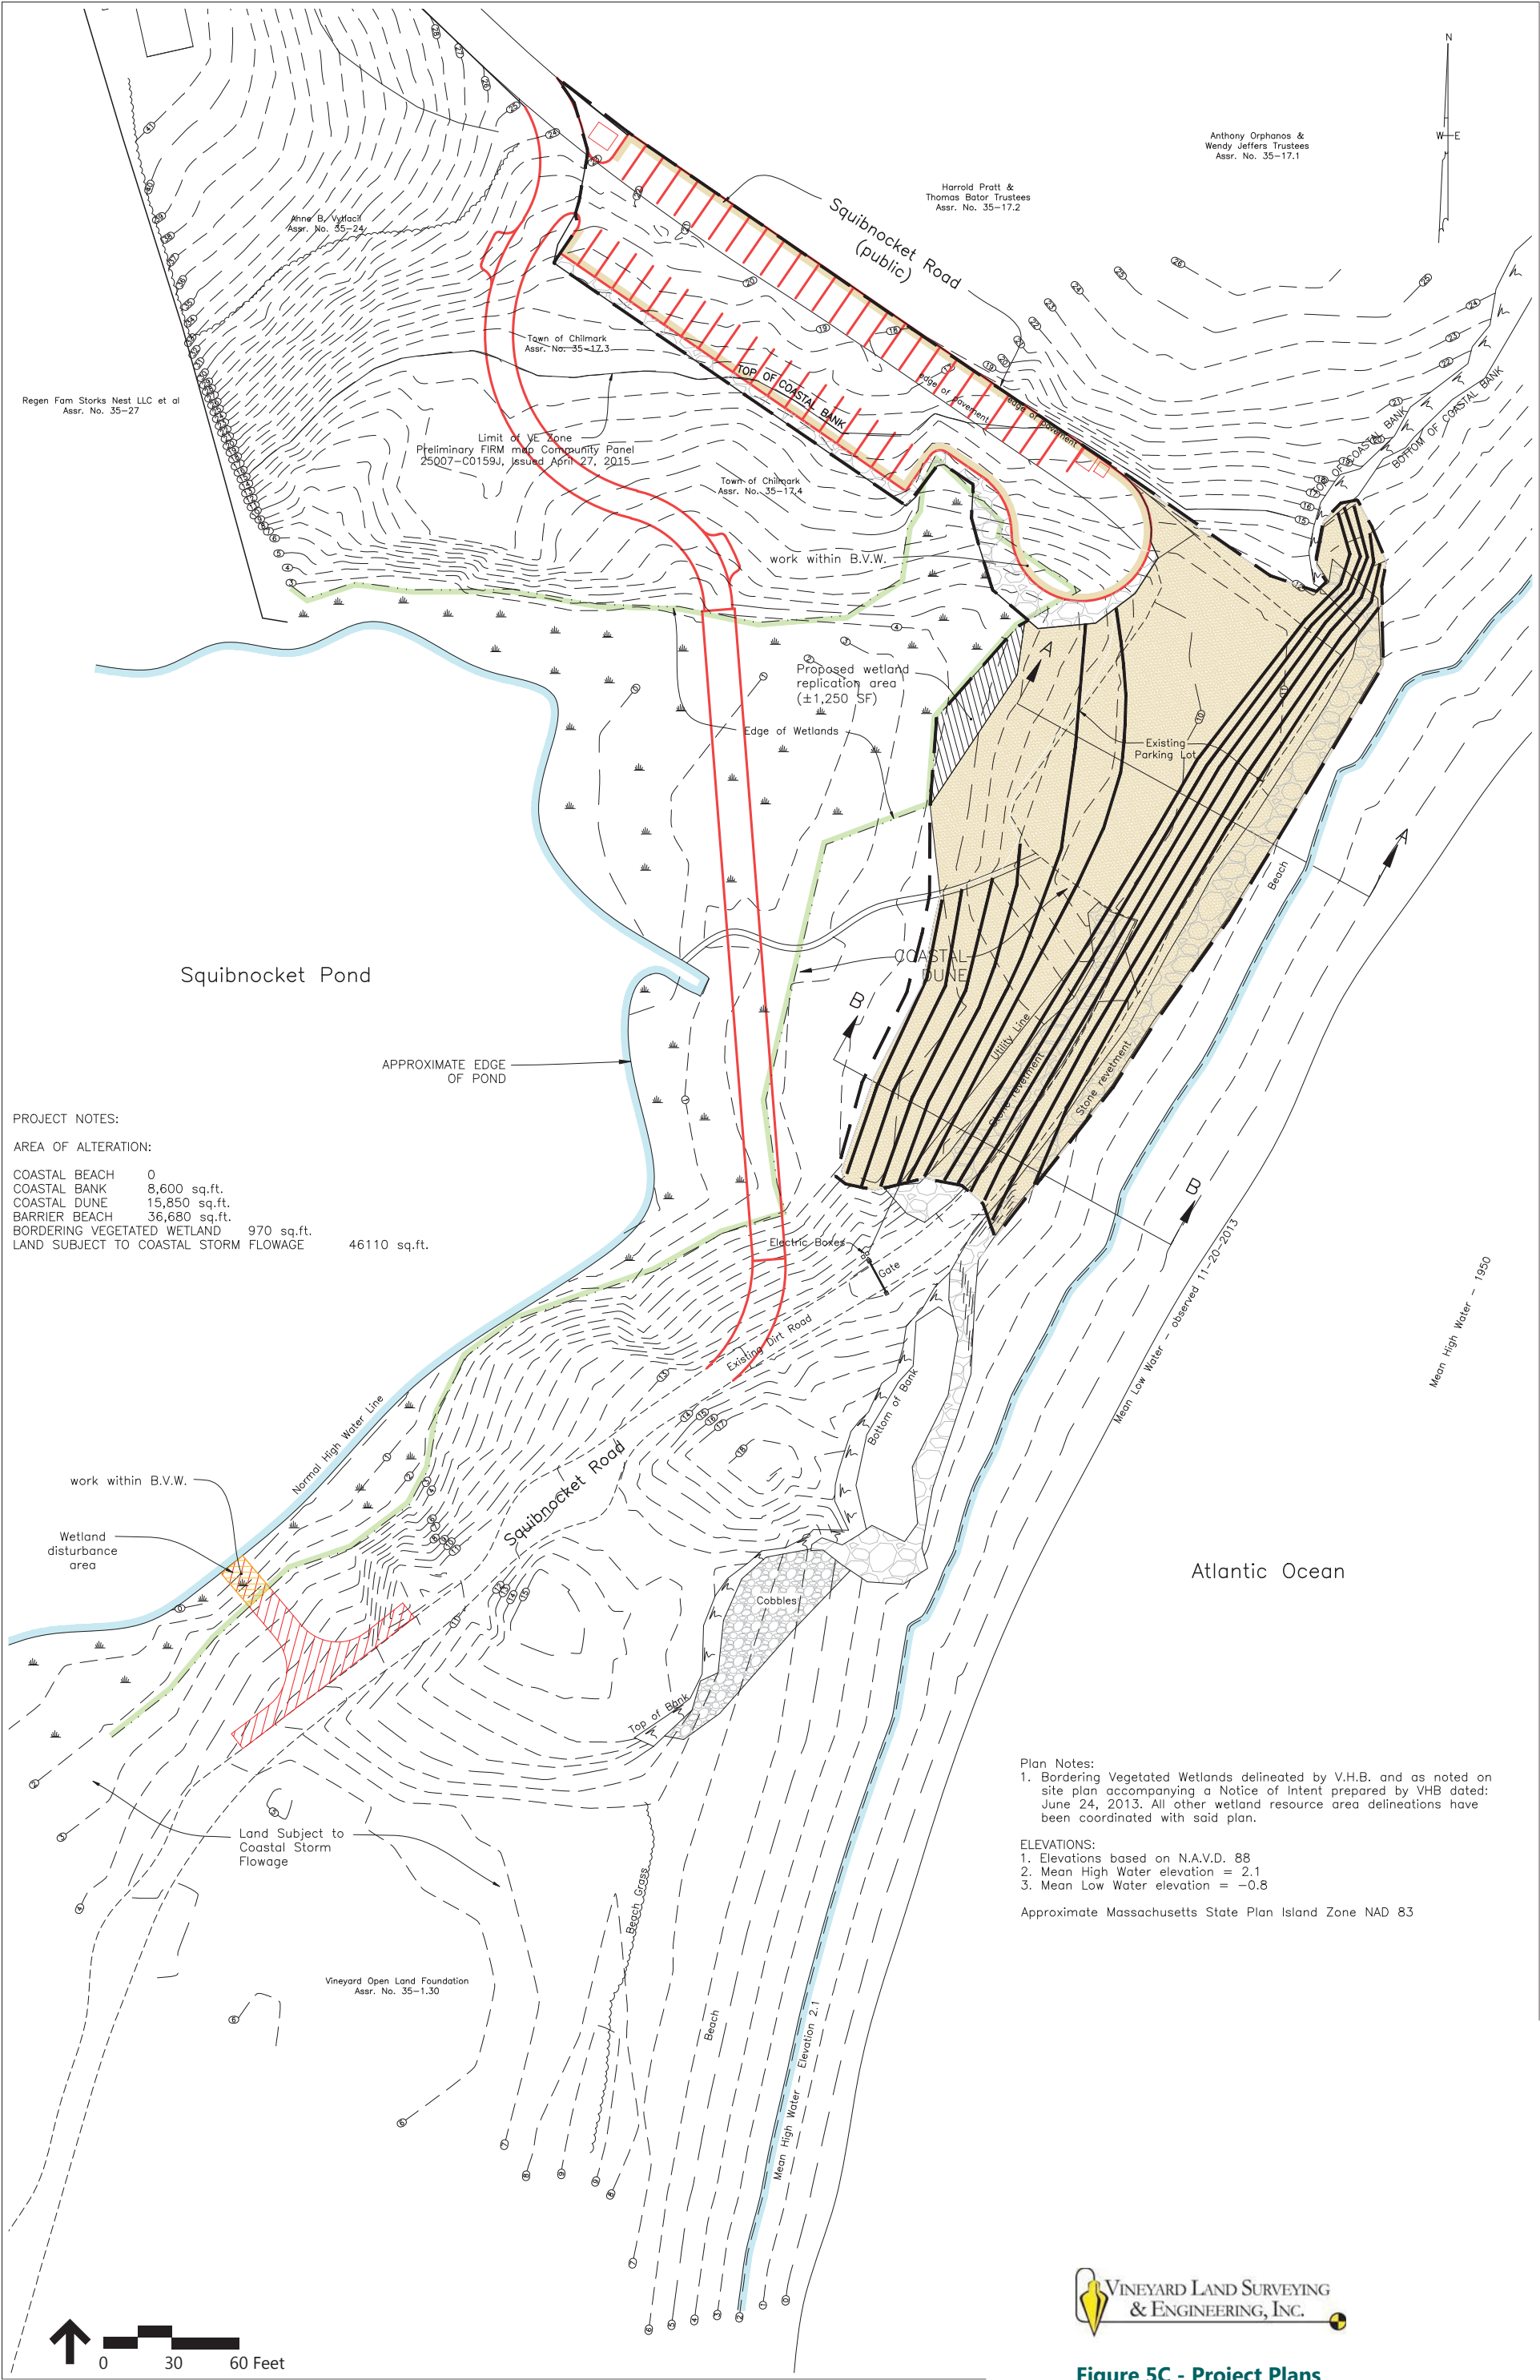 N
W E
Anthony Orphanos &
Wendy Jeffers Trustees
Assr. No. 35-17.1
Harrold Pratt &
Thomas Bator Trustees
Assr. No. 35-17.2
Squibnocket Road
(public)
Anne B. Vytlacil
Assr. No. 35-24
Town of Chilmark
Assr. No. 35-17.3
Regen Fam Storks Nest LLC et al
Assr. No. 35-27
TOP OF COASTAL BANK
edge of pavement
edge of pavement
TOP OF COASTAL BANK
BOTTOM OF COASTAL BANK
Limit of VE Zone
Preliminary FIRM map Community Panel
25007-C0159J, Issued April 27, 2015
Town of Chilmark
Assr. No. 35-17.4
work within B.V.W.
Proposed wetland
replication area
(±1,250 SF)
A
Edge of Wetlands
Existing
Parking Lot
A
Beach
Squibnocket Pond
COASTAL
DUNE
B
Utility Line
Stone revetment
Stone revetment
APPROXIMATE EDGE
OF POND
PROJECT NOTES:
AREA OF ALTERATION:
COASTAL BEACH 0
COASTAL BANK 8,600 sq.ft.
COASTAL DUNE 15,850 sq.ft.
BARRIER BEACH 36,680 sq.ft.
BORDERING VEGETATED WETLAND 970 sq.ft.
LAND SUBJECT TO COASTAL STORM FLOWAGE 46110 sq.ft.
B
Electric Boxes
Gate
Existing Dirt Road
Mean Low Water - observed 11-20-2013
Mean High Water - 1950
Bottom of Bank
Normal High Water Line
Squibnocket Road
work within B.V.W.
Wetland
disturbance
area
Atlantic Ocean
Cobbles
Top of Bank
Plan Notes:
1. Bordering Vegetated Wetlands delineated by V.H.B. and as noted on
site plan accompanying a Notice of Intent prepared by VHB dated:
June 24, 2013. All other wetland resource area delineations have
been coordinated with said plan.
ELEVATIONS:
1. Elevations based on N.A.V.D. 88
2. Mean High Water elevation = 2.1
3. Mean Low Water elevation = -0.8
Approximate Massachusetts State Plan Island Zone NAD 83
Land Subject to
Coastal Storm
Flowage
Beach Grass
Vineyard Open Land Foundation
Assr. No. 35-1.30
Beach
Mean High Water - Elevation 2.1
VINEYARD LAND SURVEYING
& ENGINEERING, INC.
0 30 60 Feet
Figure 5C - Project Plans